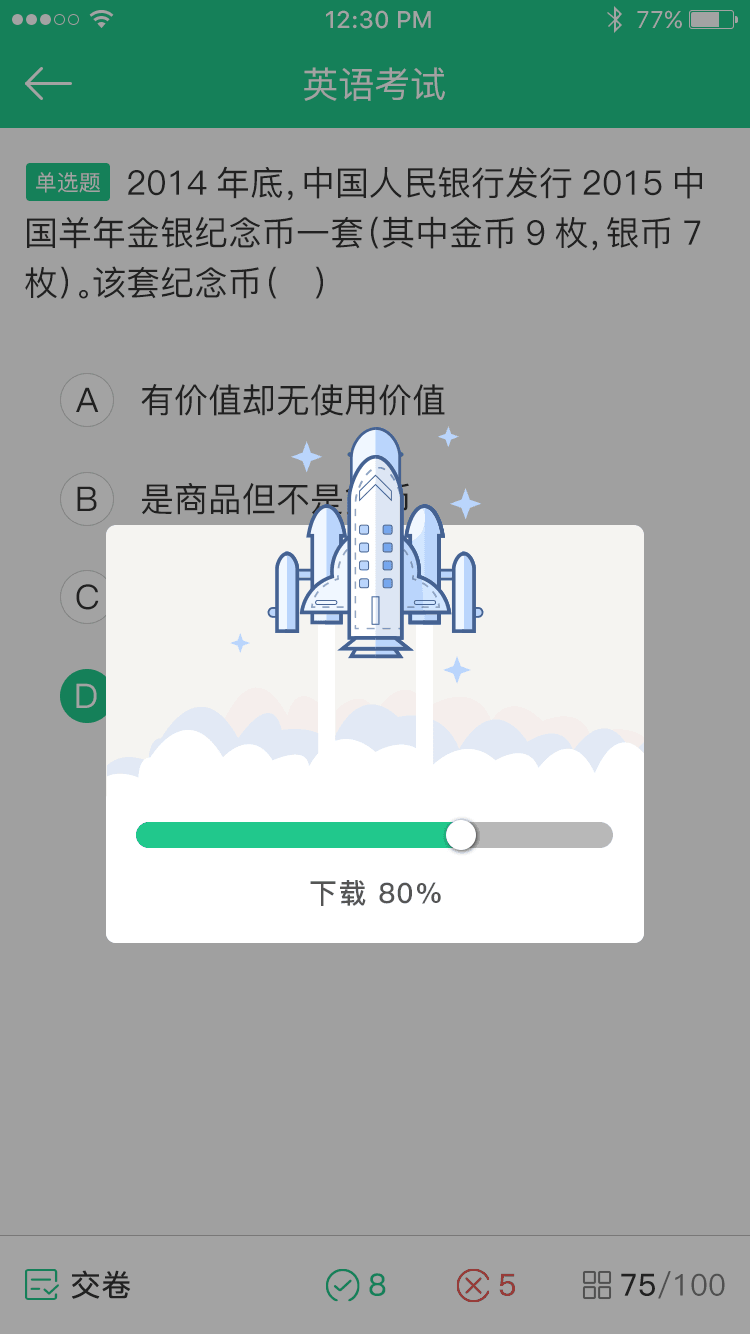 12:30 PM 77%
英语考试
单选题 2014 年底,中国人民银行发行 2015 中
国羊年金银纪念币一套(其中金币 9 枚,银币 7
枚)。该套纪念币( )
A 有价值却无使用价值
B 是商品但不是
C
D
下载 80%
交卷 8 5 75/100